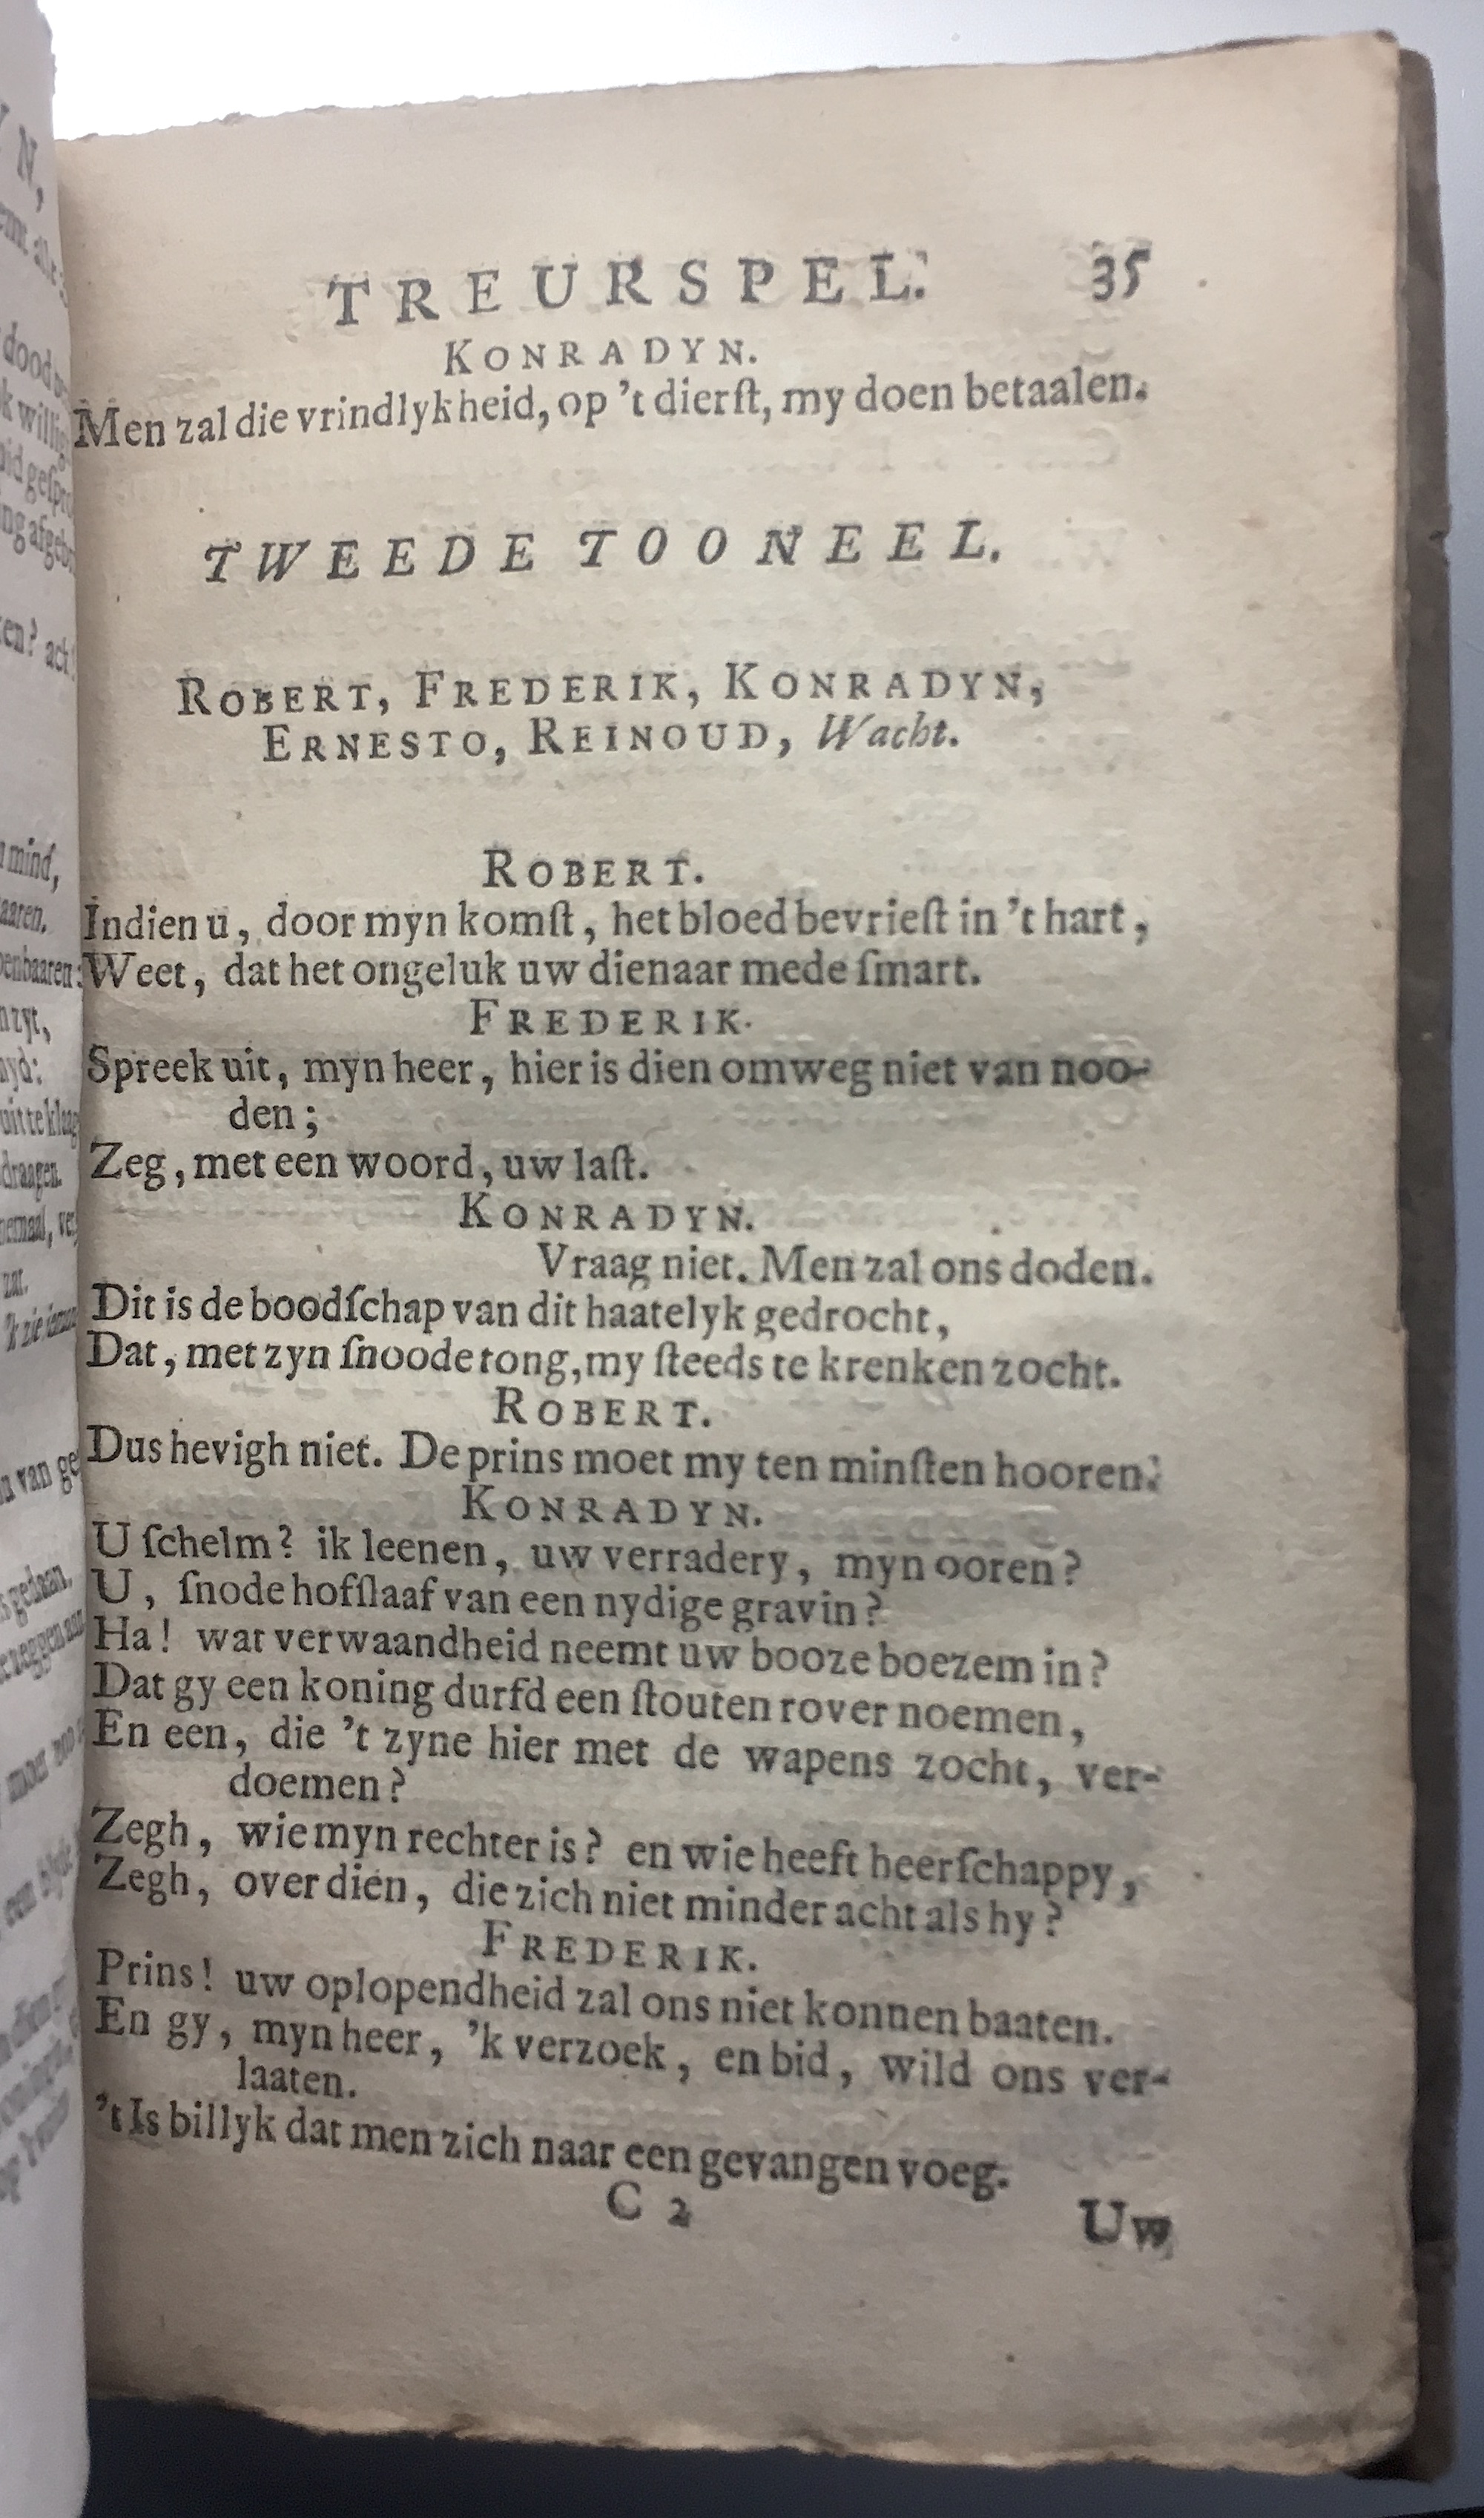 TREURSPEL. 35
KONRADYN.
Men zal die vrindlykheid, op 't dierſt, my doen betaalen.
TWEEDE TOONEEL.
ROBERT, FREDERIK, KONRADYN,
ERNESTO, REINOUD, Wacht.
ROBERT.
Indien u, door myn komſt, het bloed bevrieſt in 't hart,
Weet, dat het ongeluk uw dienaar mede ſmart.
FREDERIK.
Spreek uit, myn heer, hier is dien omweg niet van noo-
den;
Zeg, met een woord, uw laſt.
KONRADYN.
Vraag niet. Men zal ons doden.
Dit is de boodſchap van dit haatelyk gedrocht,
Dat, met zyn ſnoode tong, my ſteeds te krenken zocht.
ROBERT.
Dus hevigh niet. De prins moet my ten minſten hooren.
KONRADYN.
U ſchelm? ik leenen, uw verradery, myn ooren?
U, ſnode hofſlaaf van een nydige gravin?
Ha! wat verwaandheid neemt uw booze boezem in?
Dat gy een koning durfd een ſtouten rover noemen,
En een, die 't zyne hier met de wapens zocht, ver-
doemen?
Zegh, wie myn rechter is? en wie heeft heerſchappy,
Zegh, over dien, die zich niet minder acht als hy?
FREDERIK.
Prins! uw oplopendheid zal ons niet konnen baaten.
En gy, myn heer, 'k verzoek, en bid, wild ons ver-
laaten.
't Is billyk dat men zich naar een gevangen voeg.
C 2 Uw